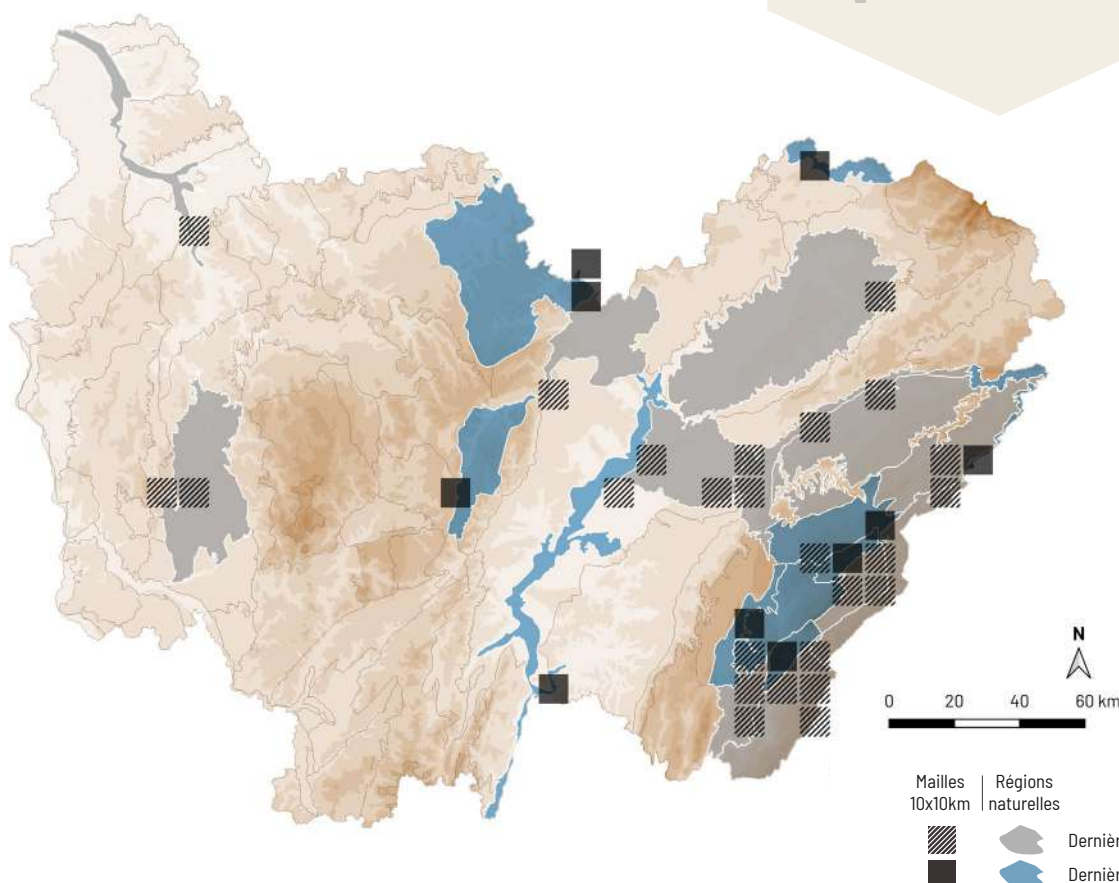 N
0 20 40 60 km
Mailles | Régions
10x10km | naturelles
Dernièr
Dernièr